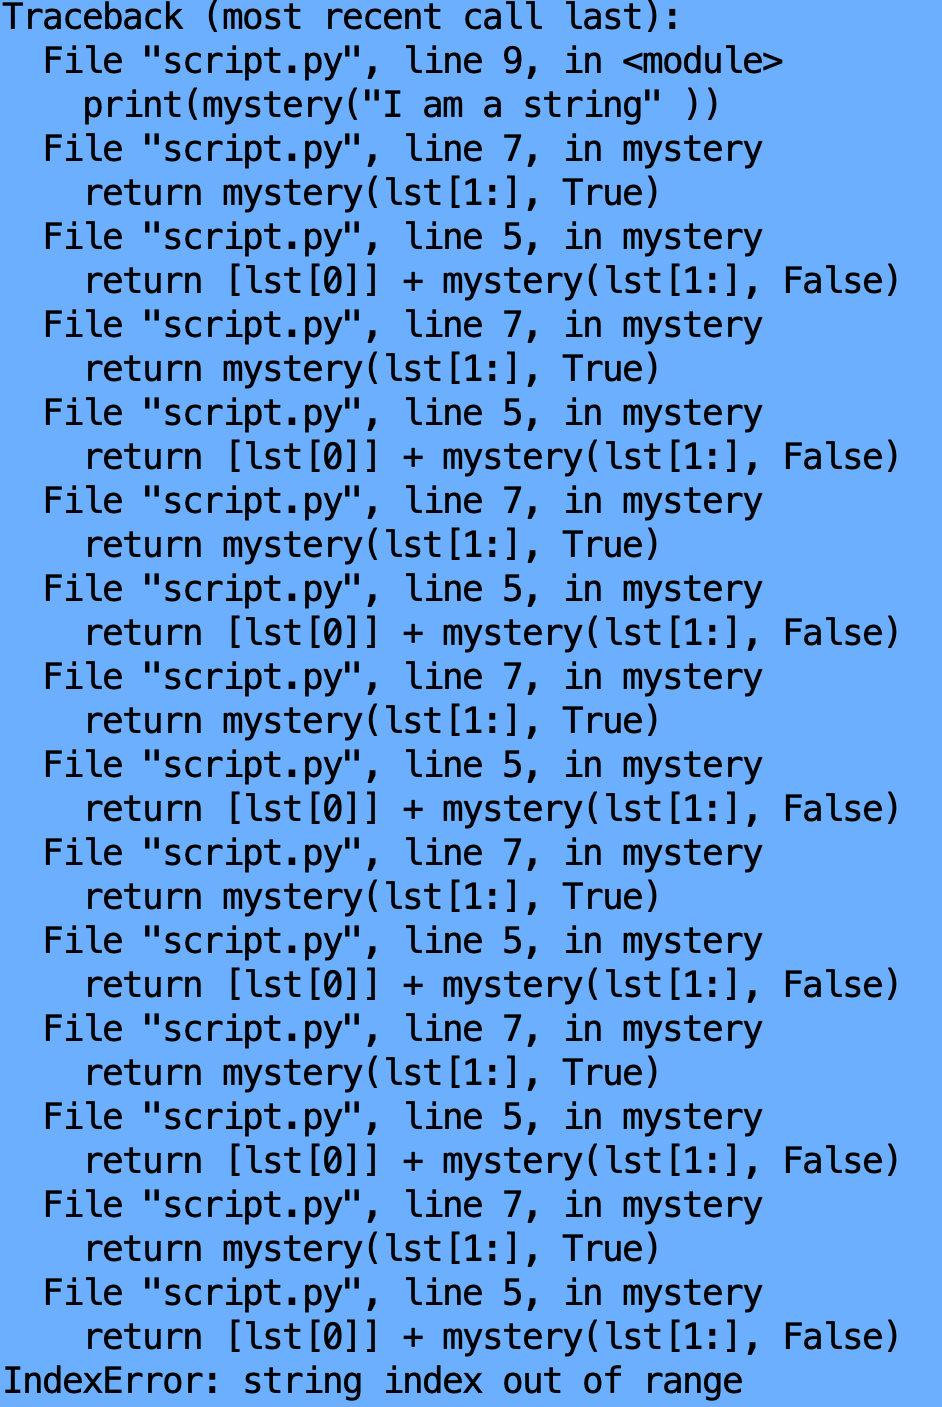 Traceback (most recent call last):
  File "script.py", line 9, in <module>
    print(mystery("I am a string" ))
  File "script.py", line 7, in mystery
    return mystery(lst[1:], True)
  File "script.py", line 5, in mystery
    return [lst[0]] + mystery(lst[1:], False)
  File "script.py", line 7, in mystery
    return mystery(lst[1:], True)
  File "script.py", line 5, in mystery
    return [lst[0]] + mystery(lst[1:], False)
  File "script.py", line 7, in mystery
    return mystery(lst[1:], True)
  File "script.py", line 5, in mystery
    return [lst[0]] + mystery(lst[1:], False)
  File "script.py", line 7, in mystery
    return mystery(lst[1:], True)
  File "script.py", line 5, in mystery
    return [lst[0]] + mystery(lst[1:], False)
  File "script.py", line 7, in mystery
    return mystery(lst[1:], True)
  File "script.py", line 5, in mystery
    return [lst[0]] + mystery(lst[1:], False)
  File "script.py", line 7, in mystery
    return mystery(lst[1:], True)
  File "script.py", line 5, in mystery
    return [lst[0]] + mystery(lst[1:], False)
  File "script.py", line 7, in mystery
    return mystery(lst[1:], True)
  File "script.py", line 5, in mystery
    return [lst[0]] + mystery(lst[1:], False)
IndexError: string index out of range